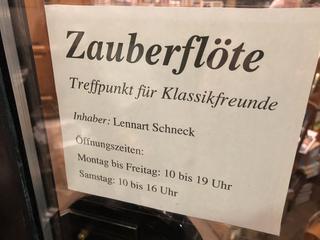 Zauberflöte
Treffpunkt für Klassikfreunde
Inhaber: Lennart Schneck
Öffnungszeiten:
Montag bis Freitag: 10 bis 19 Uhr
Samstag: 10 bis 16 Uhr